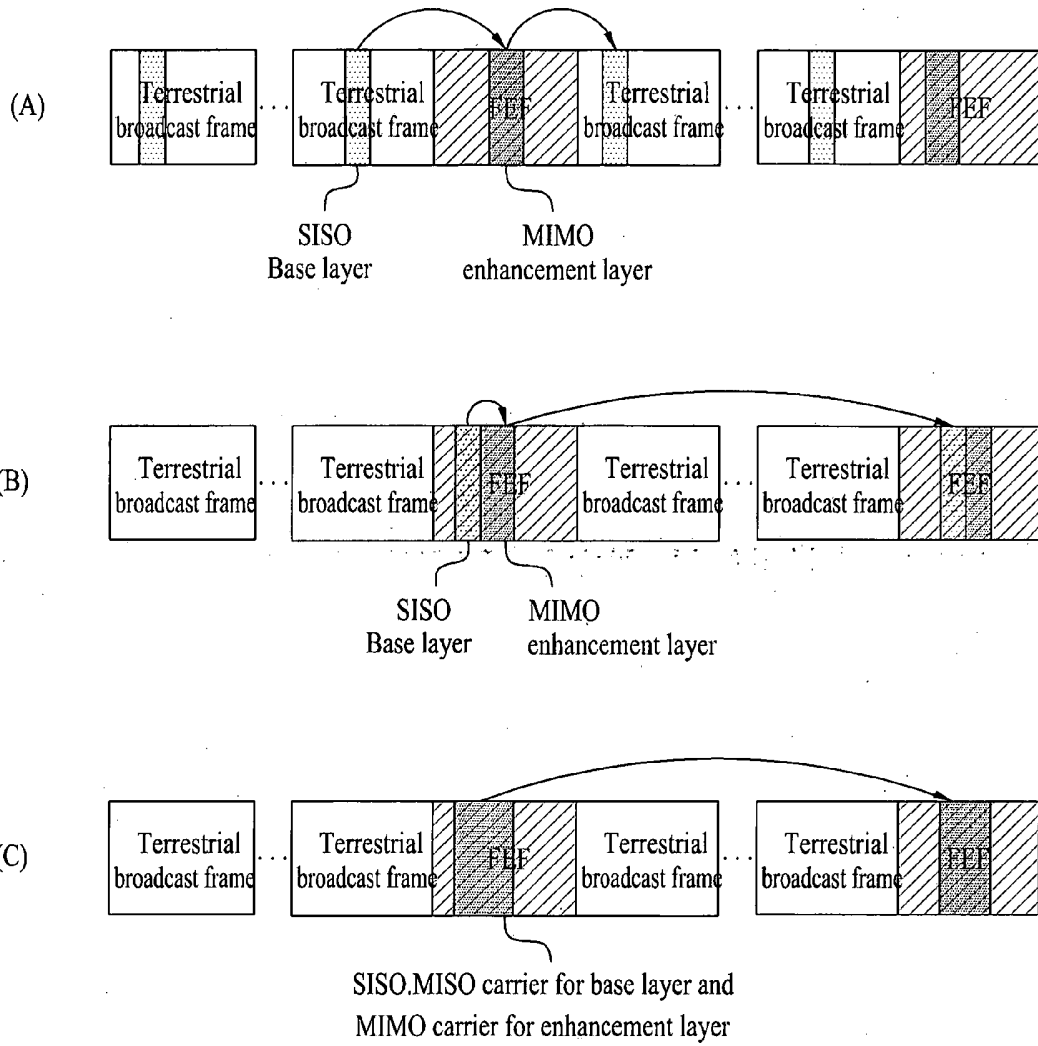 (A)
Terrestrial
broadcast frame
...
Terrestrial
broadcast frame
FEF
Terrestrial
broadcast frame
...
Terrestrial
broadcast frame
FEF
SISO
Base layer
MIMO
enhancement layer
(B)
Terrestrial
broadcast frame
...
Terrestrial
broadcast frame
FEF
Terrestrial
broadcast frame
...
Terrestrial
broadcast frame
FEF
SISO
Base layer
MIMO
enhancement layer
(C)
Terrestrial
broadcast frame
...
Terrestrial
broadcast frame
FEF
Terrestrial
broadcast frame
...
Terrestrial
broadcast frame
FEF
SISO.MISO carrier for base layer and
MIMO carrier for enhancement layer